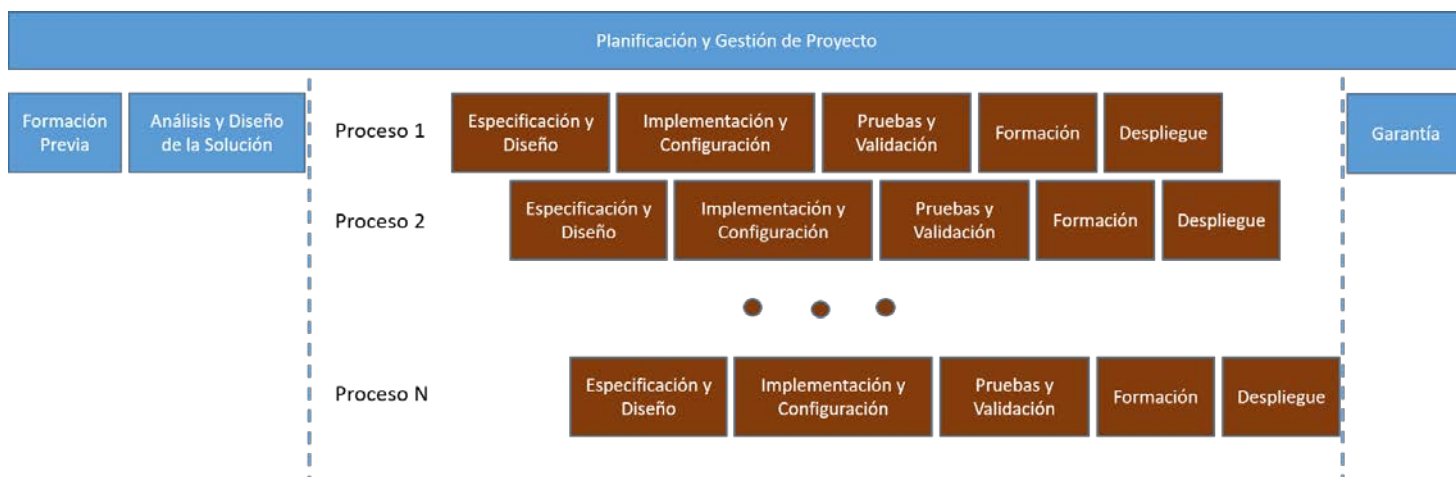 Planificación y Gestión de Proyecto
Formación
Previa
Análisis y Diseño
de la Solución
Proceso 1
Especificación y
Diseño
Implementación y
Configuración
Pruebas y
Validación
Formación
Despliegue
Garantía
Proceso 2
Especificación y
Diseño
Implementación y
Configuración
Pruebas y
Validación
Formación
Despliegue
Proceso N
Especificación y
Diseño
Implementación y
Configuración
Pruebas y
Validación
Formación
Despliegue